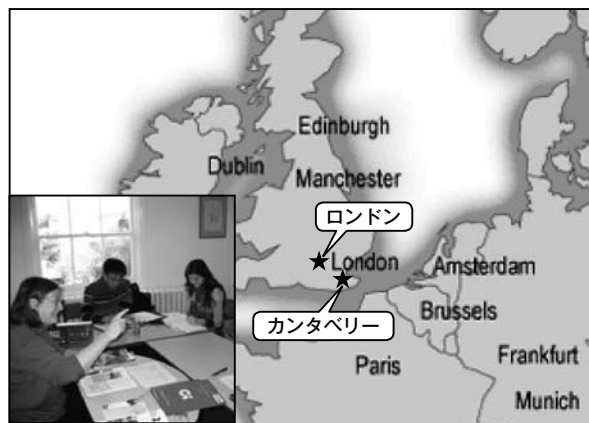 Edinburgh
Dublin
Manchester
ロンドン
London
Amsterdam
カンタベリー
Brussels
Paris
Frankfurt
Munich